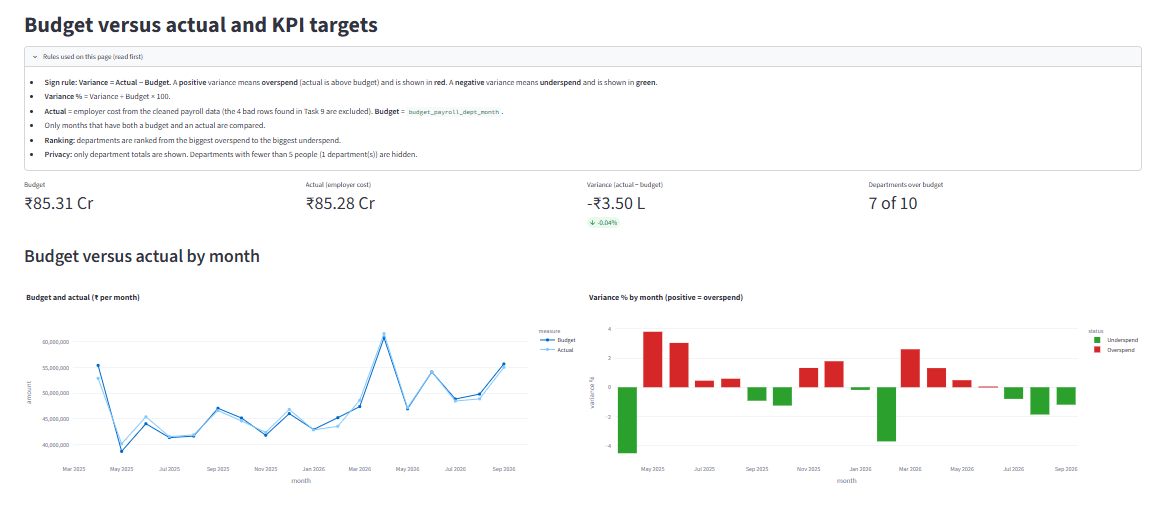 Budget versus actual and KPI targets
Rules used on this page (read first)
Sign rule: Variance = Actual − Budget. A positive variance means overspend (actual is above budget) and is shown in red. A negative variance means underspend and is shown in green.
Variance % = Variance ÷ Budget × 100.
Actual = employer cost from the cleaned payroll data (the 4 bad rows found in Task 9 are excluded). Budget = budget_payroll_dept_month .
Only months that have both a budget and an actual are compared.
Ranking: departments are ranked from the biggest overspend to the biggest underspend.
Privacy: only department totals are shown. Departments with fewer than 5 people (1 department(s)) are hidden.
Budget
₹85.31 Cr
Actual (employer cost)
₹85.28 Cr
Variance (actual − budget)
-₹3.50 L
↓ -0.04%
Departments over budget
7 of 10
Budget versus actual by month
Budget and actual (₹ per month)
measure
Budget
Actual
60,000,000
55,000,000
50,000,000
45,000,000
40,000,000
amount
Mar 2025 May 2025 Jul 2025 Sep 2025 Nov 2025 Jan 2026 Mar 2026 May 2026 Jul 2026 Sep 2026
month
Variance % by month (positive = overspend)
status
Underspend
Overspend
4
2
0
-2
-4
variance %
May 2025 Jul 2025 Sep 2025 Nov 2025 Jan 2026 Mar 2026 May 2026 Jul 2026 Sep 2026
month